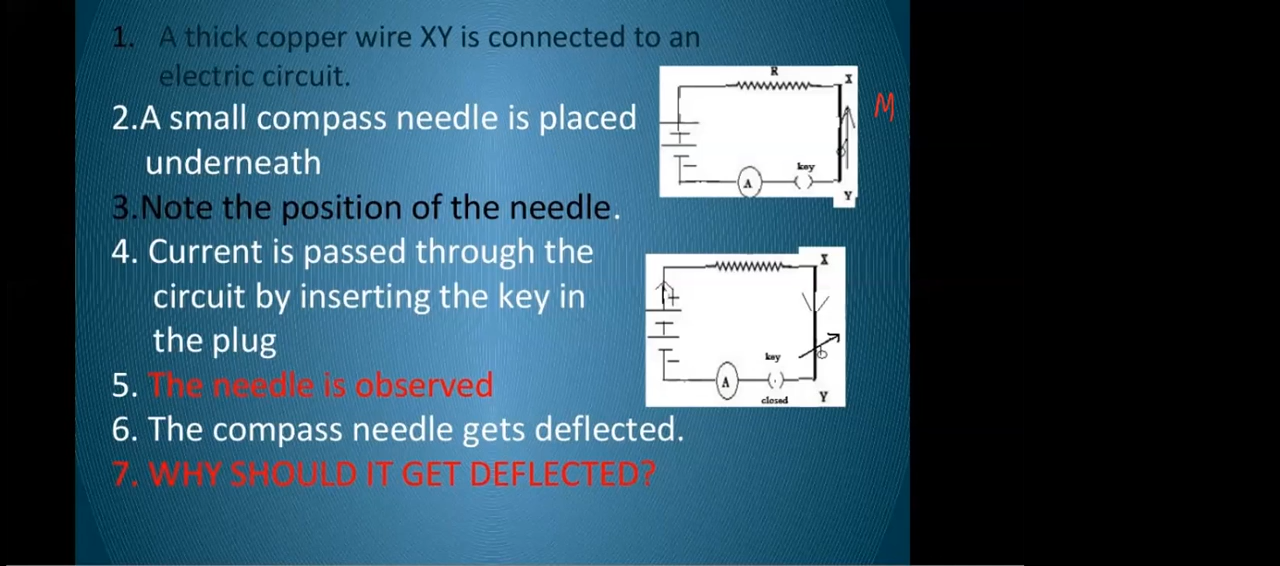 1. A thick copper wire XY is connected to an
electric circuit.
2.A small compass needle is placed
underneath
3.Note the position of the needle.
4. Current is passed through the
circuit by inserting the key in
the plug
5. The needle is observed
6. The compass needle gets deflected.
7. WHY SHOULD IT GET DEFLECTED?
R
X
M
key
A
Y
X
+
key
A
closed
Y